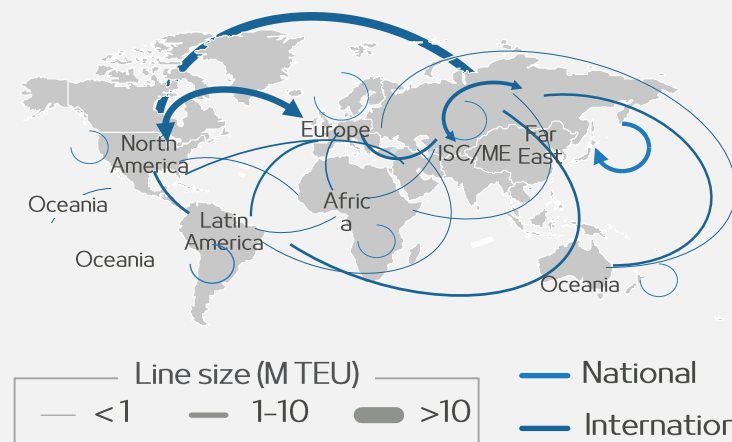 Europe
North
America
ISC/ME
Far
East
Oceania
Afric
a
Latin
America
Oceania
Oceania
Line size (M TEU)
< 1
1-10
>10
National
Internation